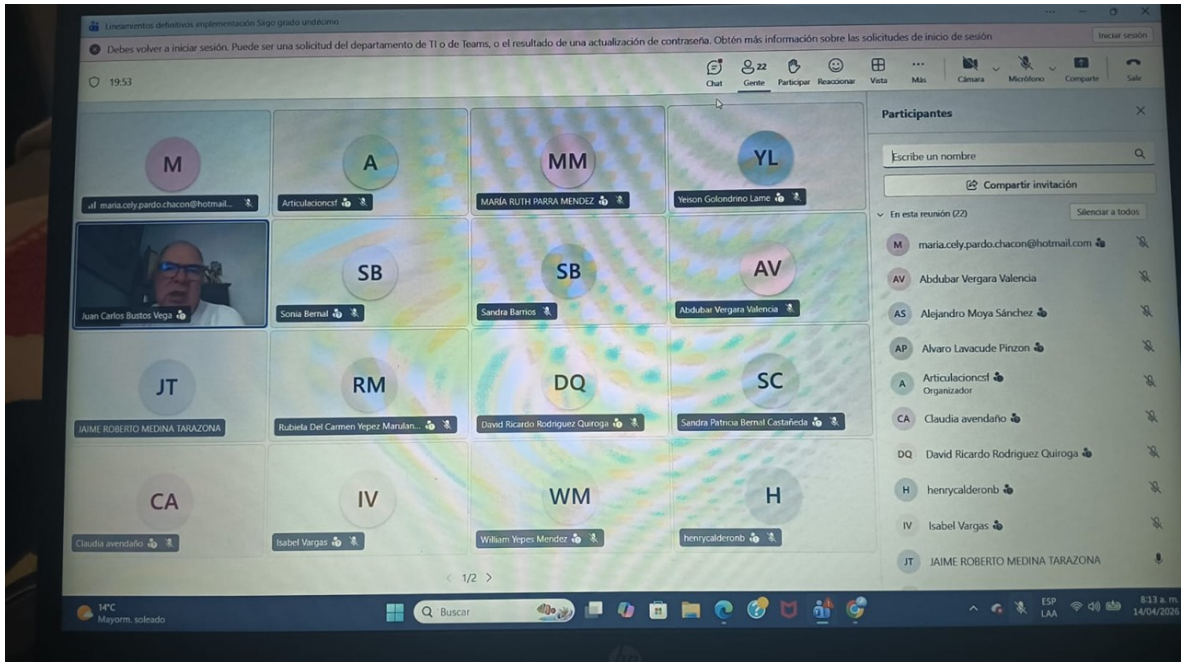 Lineamientos definitivos implementación Sirgo grado undécimo
Debes volver a iniciar sesión. Puede ser una solicitud del departamento de TI o de Teams, o el resultado de una actualización de contraseña. Obtén más información sobre las solicitudes de inicio de sesión
Iniciar sesión
19:53
Chat
22
Gente
Participar
Reaccionar
Vista
Más
Cámara
Micrófono
Compartir
Salir
M
maria.cely.pardo.chacon@hotmail...
A
Articulacioncsf
MM
MARÍA RUTH PARRA MENDEZ
YL
Yeison Golondrino Lame
Juan Carlos Bustos Vega
SB
Sonia Bernal
SB
Sandra Barrios
AV
Abdubar Vergara Valencia
JT
JAIME ROBERTO MEDINA TARAZONA
RM
Rubiela Del Carmen Yepez Marulan...
DQ
David Ricardo Rodriguez Quiroga
SC
Sandra Patricia Bernal Castañeda
CA
Claudia avendaño
IV
Isabel Vargas
WM
William Yepes Mendez
H
henrycalderonb
1/2
Participantes
Escribe un nombre
Compartir invitación
En esta reunión (22)
Silenciar a todos
M maria.cely.pardo.chacon@hotmail.com
AV Abdubar Vergara Valencia
AS Alejandro Moya Sánchez
AP Alvaro Lavacude Pinzon
A Articulacioncsf
Organizador
CA Claudia avendaño
DQ David Ricardo Rodriguez Quiroga
H henrycalderonb
IV Isabel Vargas
JT JAIME ROBERTO MEDINA TARAZONA
14°C
Mayorm. soleado
Buscar
ESP
LAA
8:13 a. m.
14/04/2026
hp